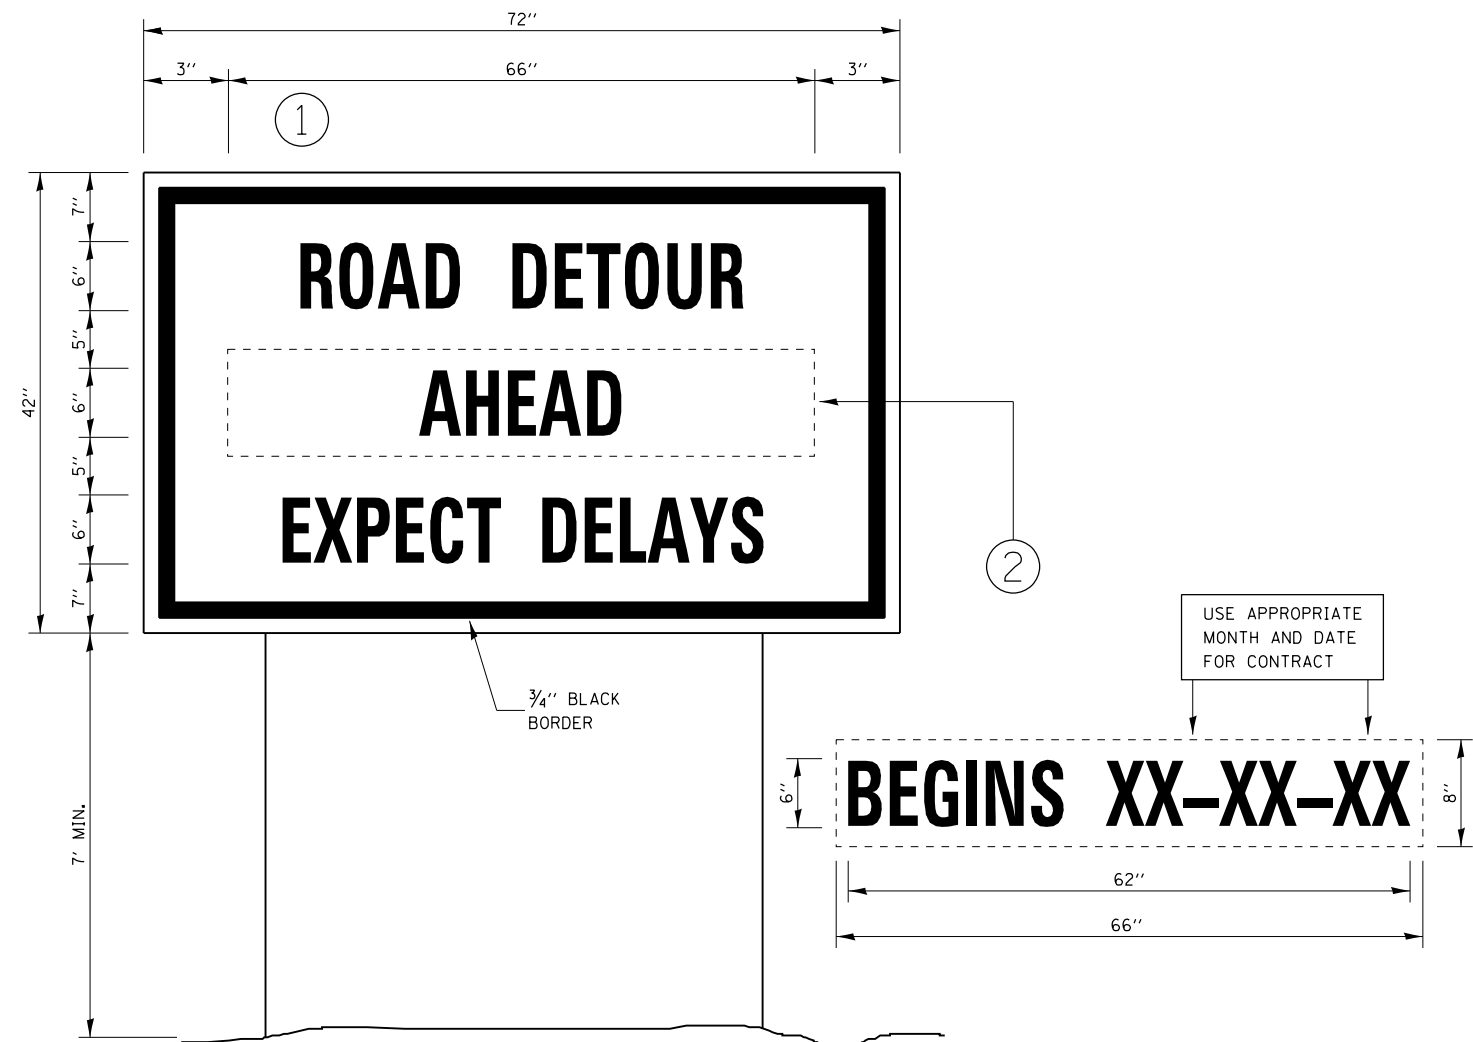 72''
3''
66''
3''
1
7''
ROAD DETOUR
6''
5''
42''
6''
AHEAD
5''
6''
EXPECT DELAYS
2
7''
USE APPROPRIATE
MONTH AND DATE
FOR CONTRACT
3/4'' BLACK
BORDER
7' MIN.
6''
BEGINS XX-XX-XX
8''
62''
66''